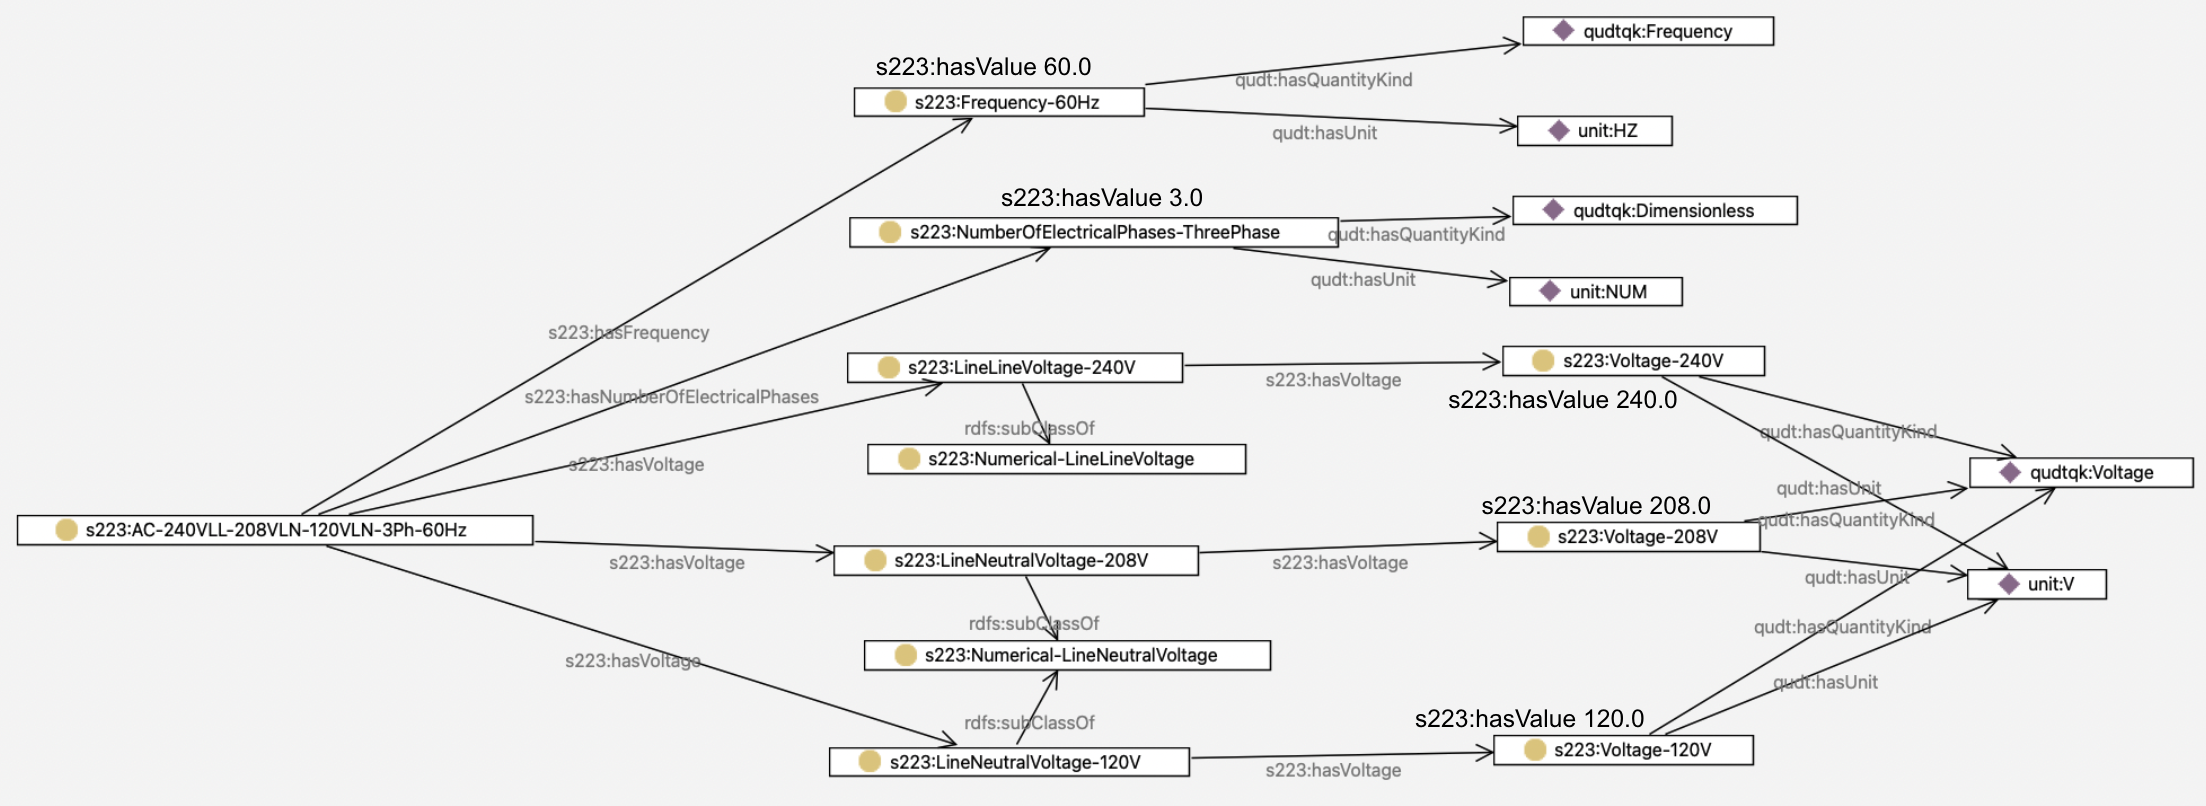 qudtqk:Frequency
s223:hasValue 60.0
qudt:hasQuantityKind
s223:Frequency-60Hz
unit:HZ
qudt:hasUnit
s223:hasValue 3.0
qudtqk:Dimensionless
s223:NumberOfElectricalPhases-ThreePhase
qudt:hasQuantityKind
qudt:hasUnit
unit:NUM
s223:hasFrequency
s223:LineLineVoltage-240V
s223:hasVoltage
s223:Voltage-240V
s223:hasNumberOfElectricalPhases
s223:hasValue 240.0
rdfs:subClassOf
qudt:hasQuantityKind
s223:hasVoltage
s223:Numerical-LineLineVoltage
qudtqk:Voltage
qudt:hasUnit
s223:hasValue 208.0
qudt:hasQuantityKind
s223:AC-240VLL-208VLN-120VLN-3Ph-60Hz
s223:Voltage-208V
s223:hasVoltage
s223:LineNeutralVoltage-208V
s223:hasVoltage
qudt:hasUnit
unit:V
rdfs:subClassOf
qudt:hasQuantityKind
s223:hasVoltage
s223:Numerical-LineNeutralVoltage
qudt:hasUnit
rdfs:subClassOf
s223:hasValue 120.0
s223:Voltage-120V
s223:LineNeutralVoltage-120V
s223:hasVoltage